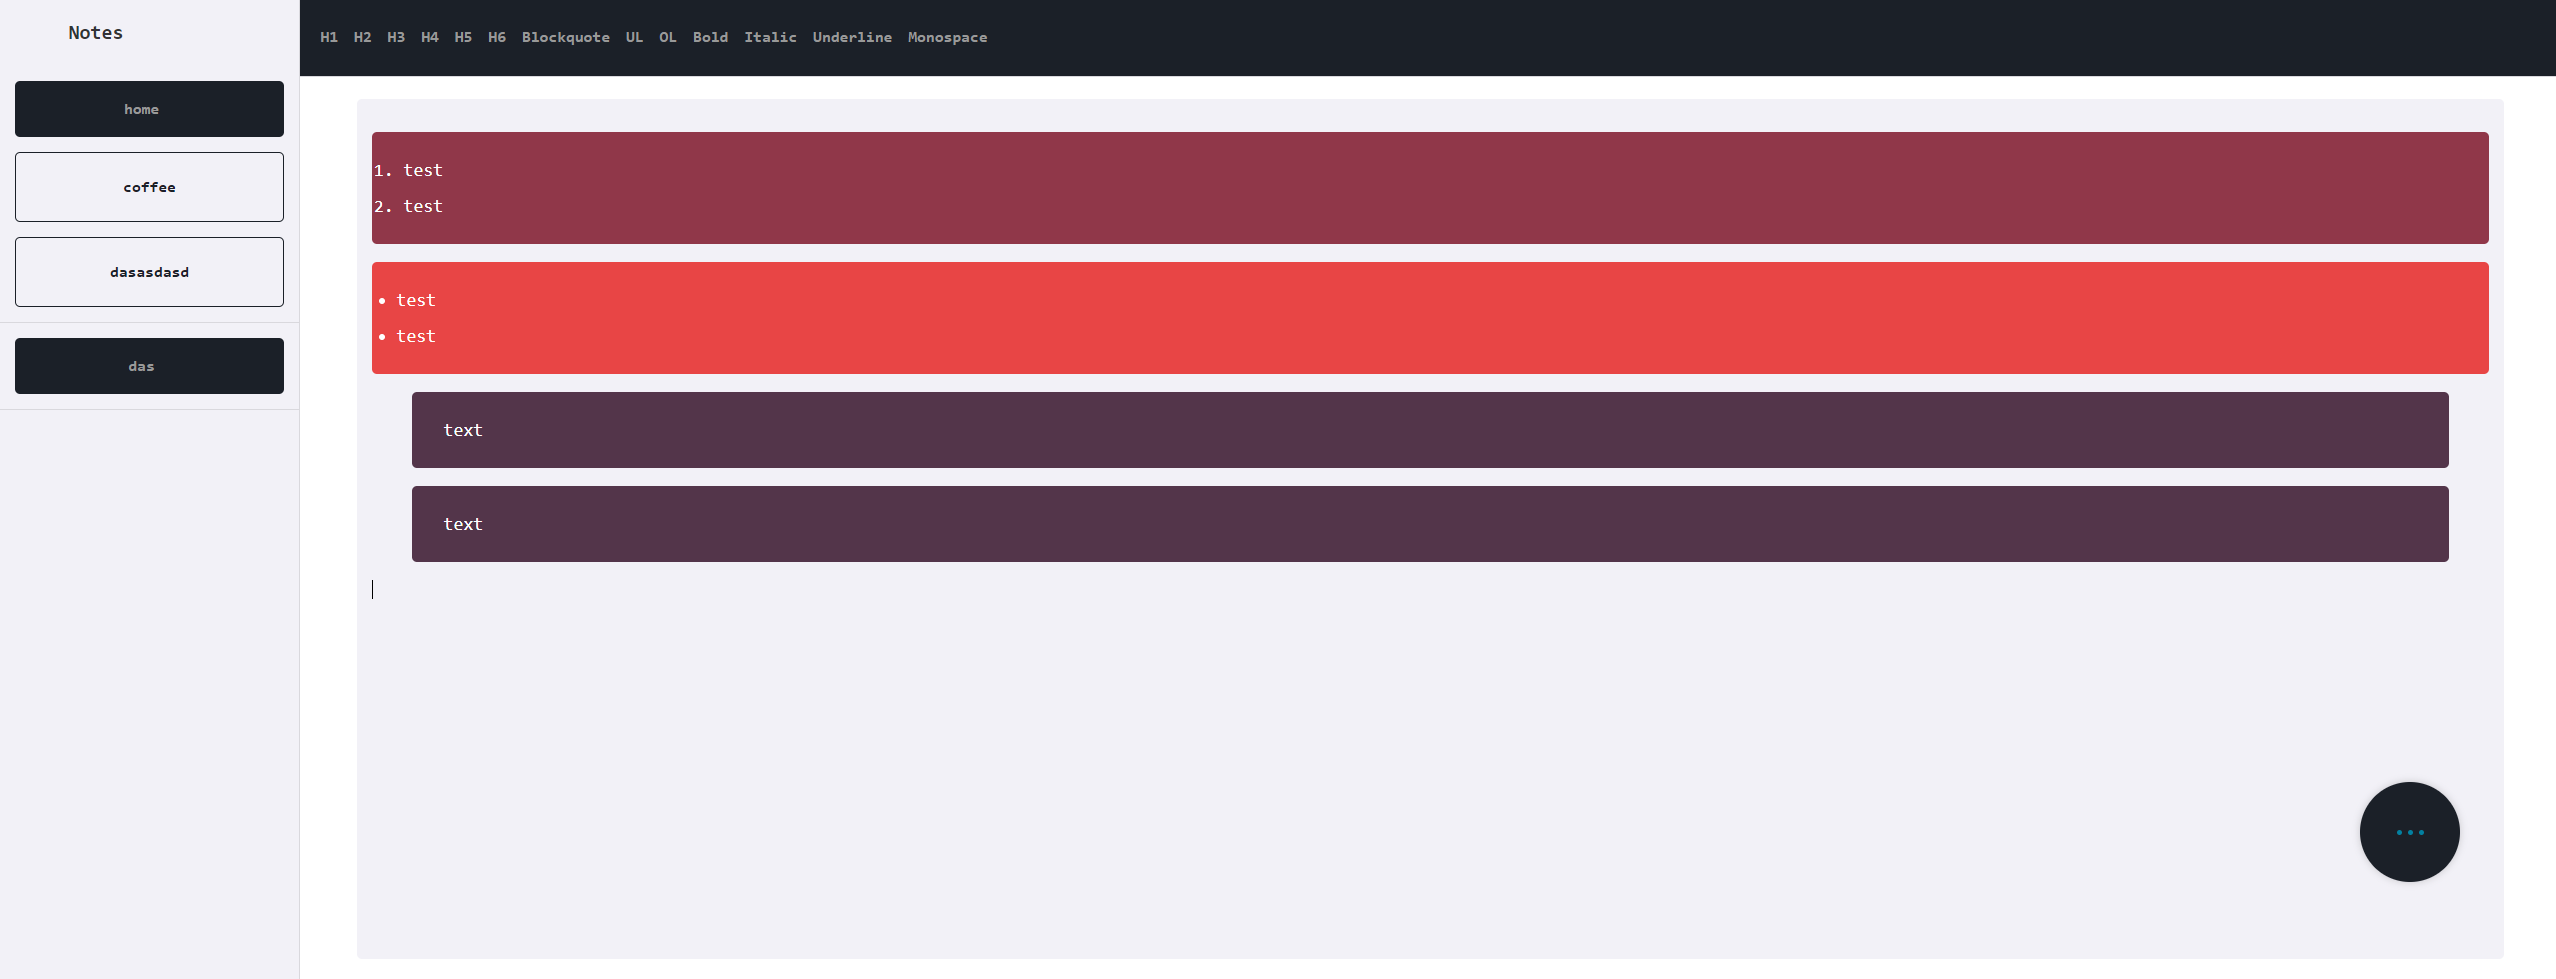 Notes
home
coffee
dasasdasd
das
H1 H2 H3 H4 H5 H6 Blockquote UL OL Bold Italic Underline Monospace
1. test
2. test
• test
• test
text
text